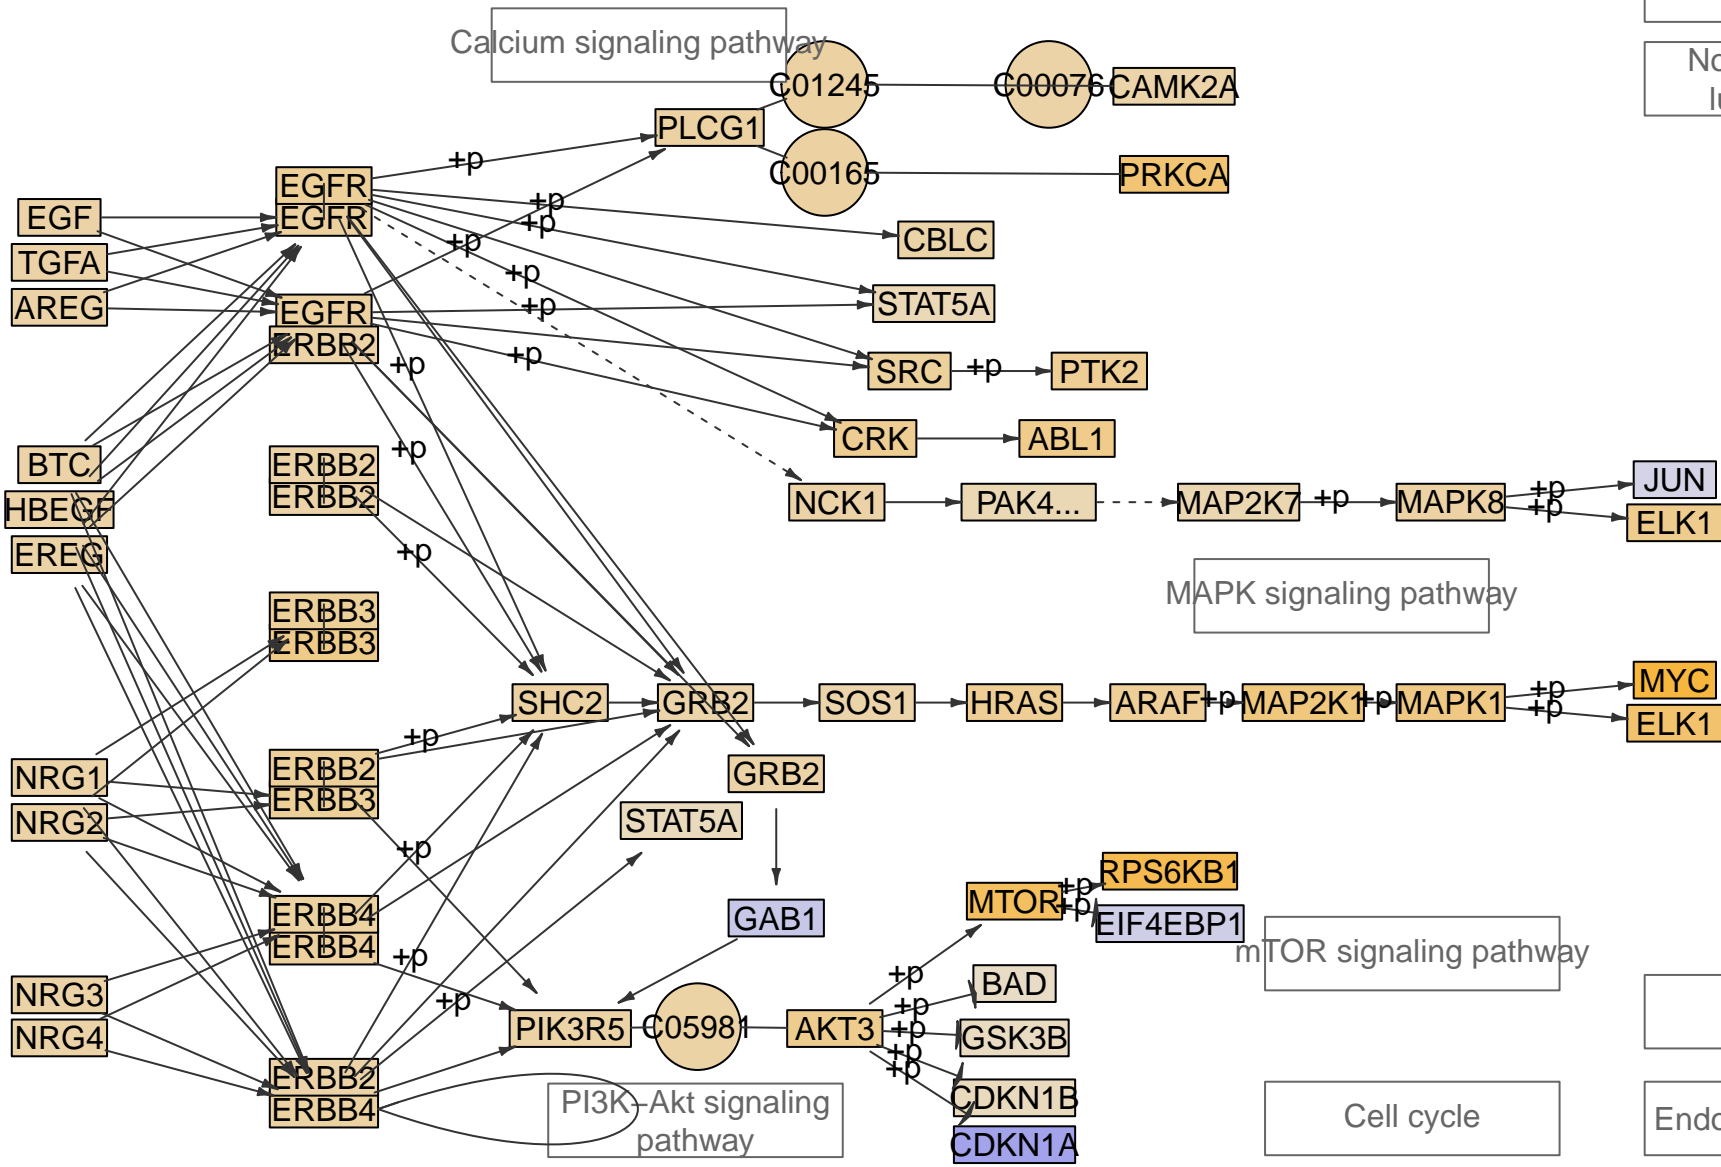 Calcium signaling pathway
No
lu
C01245
C00076
CAMK2A
PLCG1
+p
C00165
PRKCA
EGFR
EGF
EGFR
+p
+p
CBLC
TGFA
+p
+p
AREG
EGFR
+p
STAT5A
ERBB2
+p
+p
SRC
+p
PTK2
CRK
ABL1
BTC
ERBB2
+p
ERBB2
HBEGF
NCK1
PAK4...
MAP2K7
+p
MAPK8
+p
JUN
+p
ELK1
EREG
+p
MAPK signaling pathway
ERBB3
ERBB3
SHC2
GRB2
SOS1
HRAS
ARAF
+p
MAP2K1
+p
MAPK1
+p
MYC
+p
ELK1
NRG1
ERBB2
+p
ERBB3
GRB2
NRG2
STAT5A
+p
ERBB4
ERBB4
GAB1
MTOR
+p
RPS6KB1
+p
EIF4EBP1
mTOR signaling pathway
+p
+p
NRG3
+p
BAD
NRG4
PIK3R5
C05981
AKT3
+p
+p
GSK3B
+p
+p
ERBB2
ERBB4
CDKN1B
CDKN1A
PI3K−Akt signaling
pathway
Cell cycle
Endo